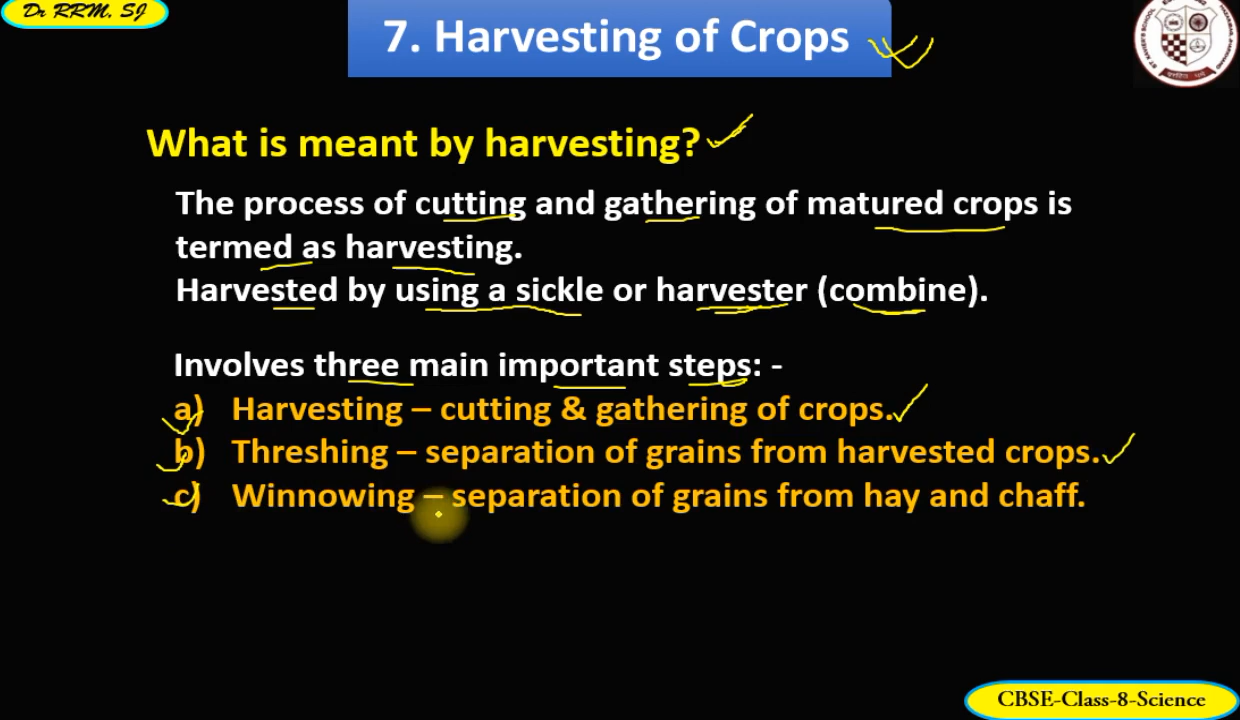 Dr RRM, SJ
7. Harvesting of Crops
What is meant by harvesting?
The process of cutting and gathering of matured crops is
termed as harvesting.
Harvested by using a sickle or harvester (combine).
Involves three main important steps: -
a) Harvesting – cutting & gathering of crops.
b) Threshing – separation of grains from harvested crops.
c) Winnowing – separation of grains from hay and chaff.
CBSE-Class-8-Science